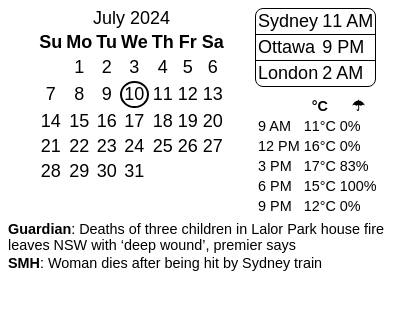 July 2024
Su Mo Tu We Th Fr Sa
1 2 3 4 5 6
7 8 9 10 11 12 13
14 15 16 17 18 19 20
21 22 23 24 25 26 27
28 29 30 31
Sydney 11 AM
Ottawa 9 PM
London 2 AM
°C ☂
9 AM 11°C 0%
12 PM 16°C 0%
3 PM 17°C 83%
6 PM 15°C 100%
9 PM 12°C 0%
Guardian: Deaths of three children in Lalor Park house fire
leaves NSW with ‘deep wound’, premier says
SMH: Woman dies after being hit by Sydney train